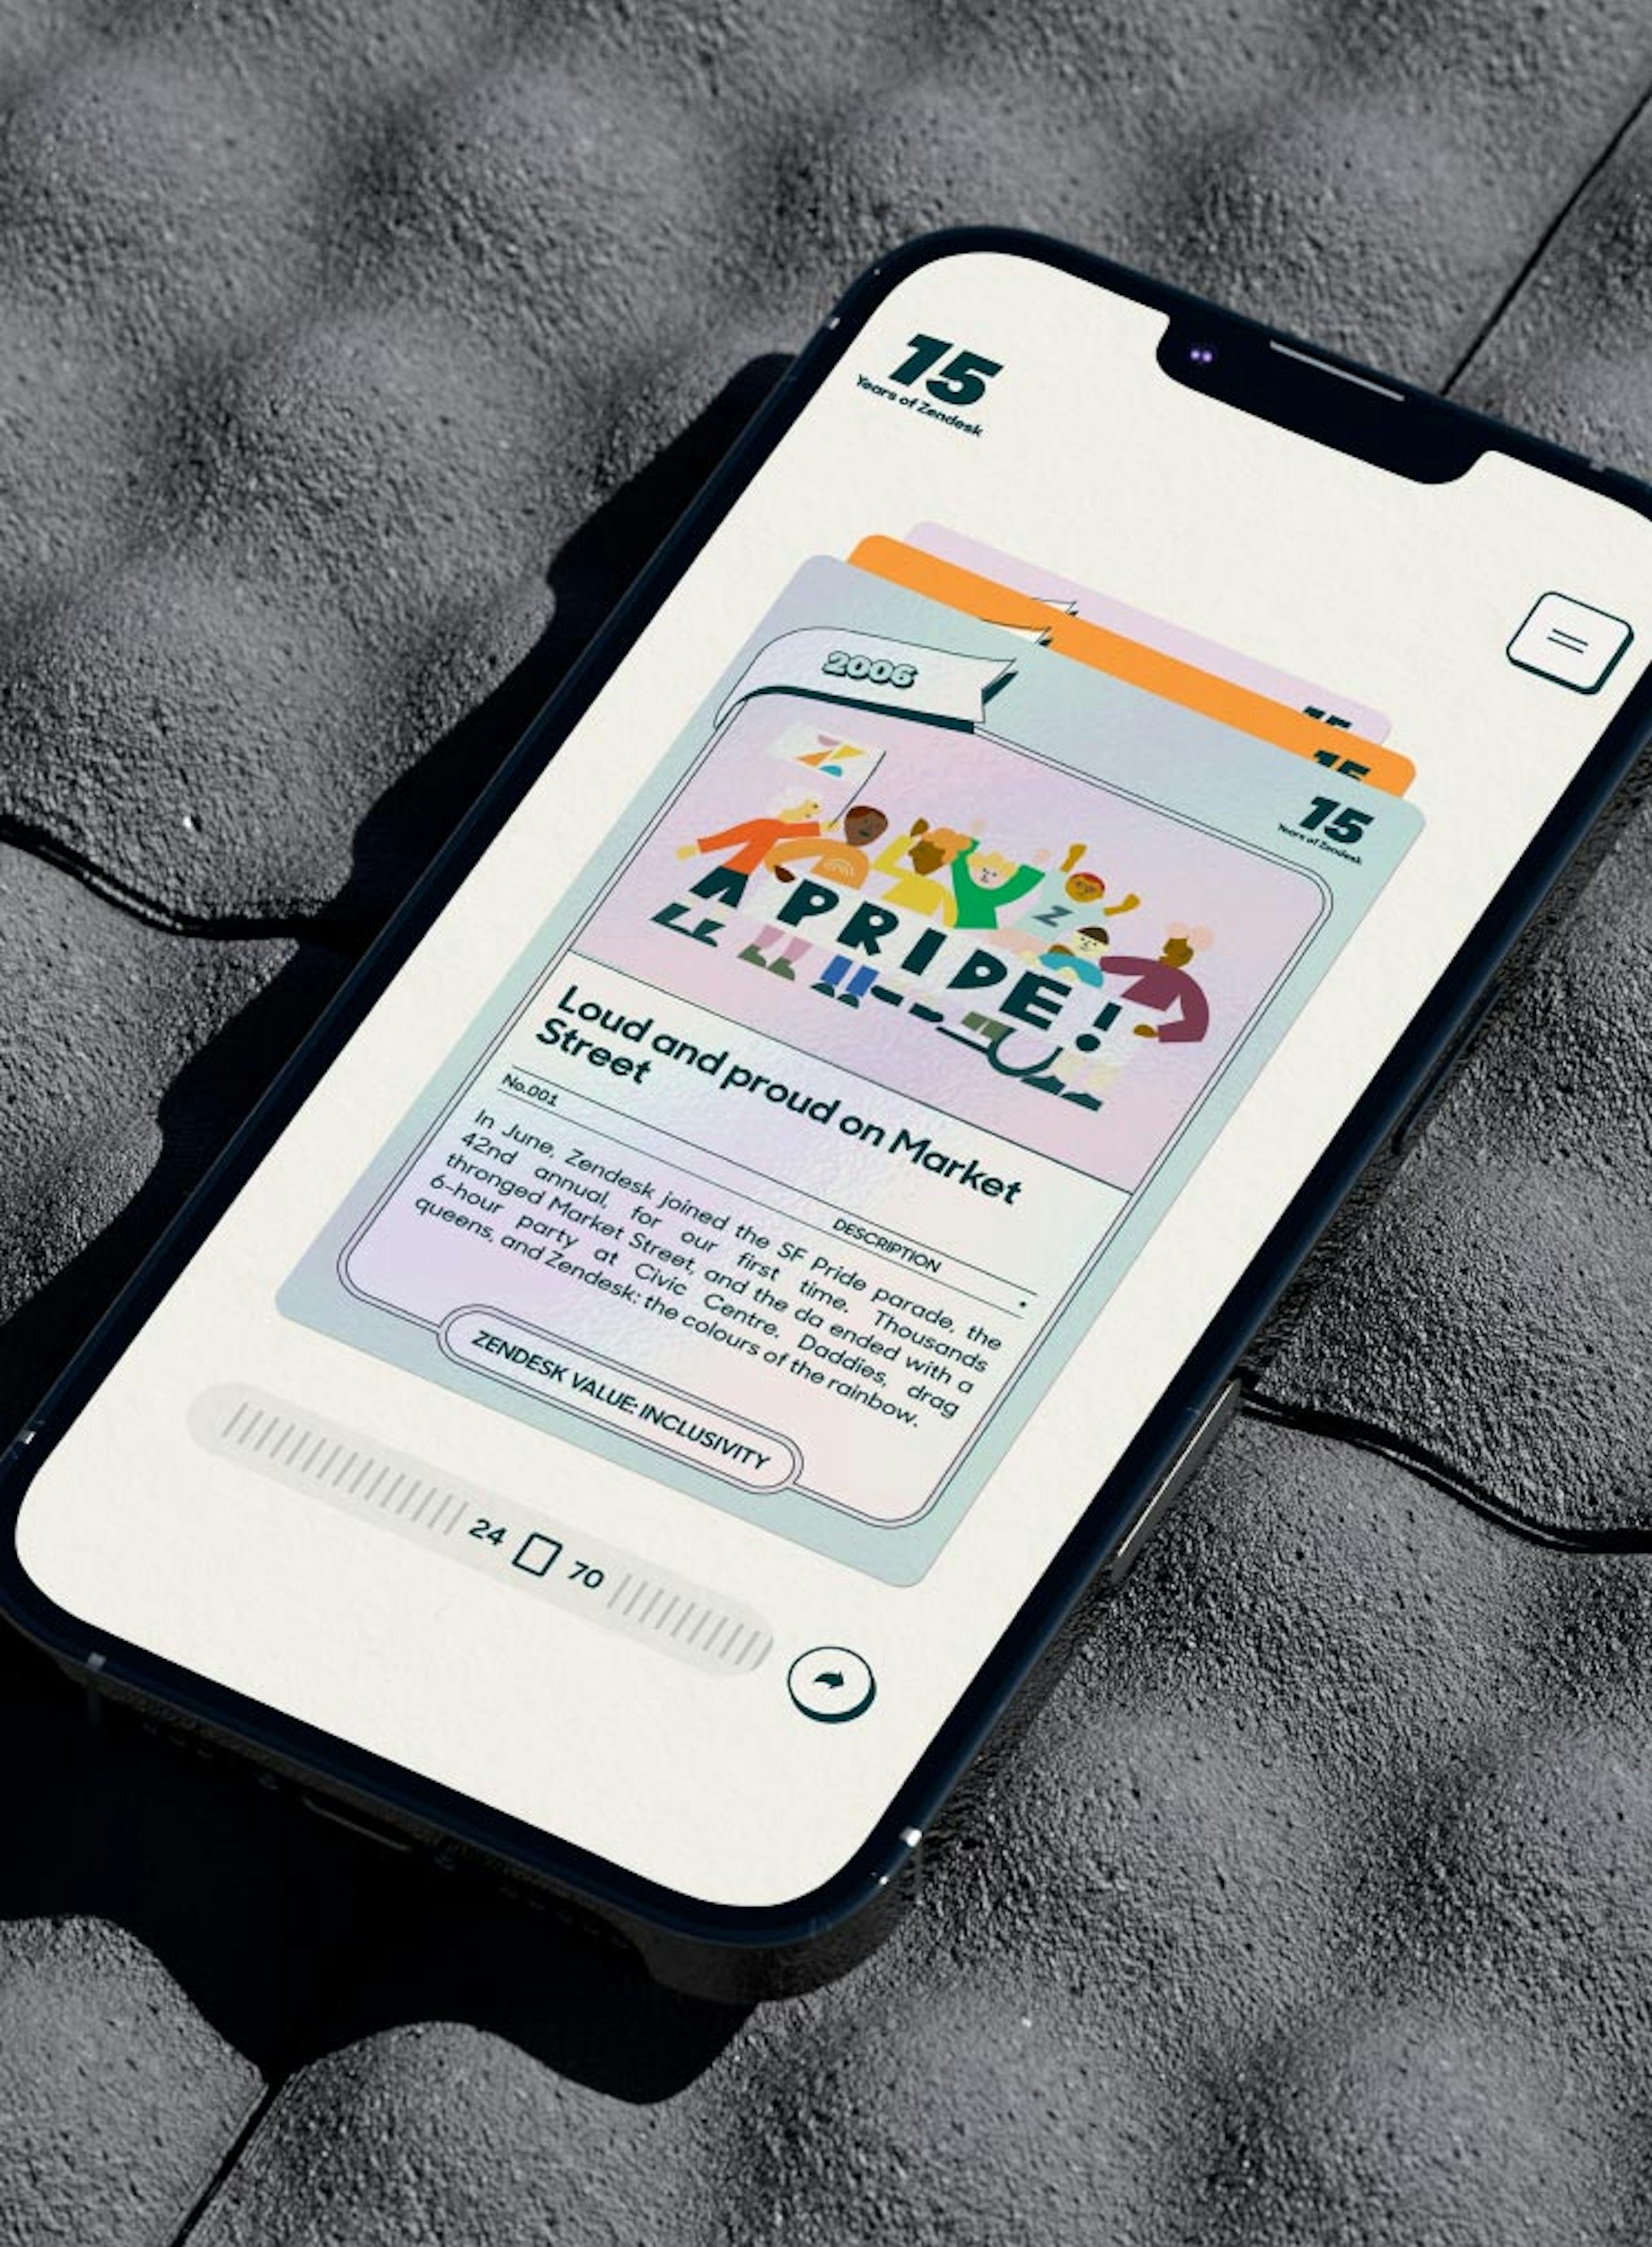 15
Years of Zendesk
15
15
2006
15
Years of Zendesk
Z
A PRIDE!
Loud and proud on Market
Street
No.001
DESCRIPTION
In June, Zendesk joined the SF Pride parade, the
42nd annual, for our first time. Thousands
thronged Market Street, and the da ended with a
6-hour party at Civic Centre. Daddies, drag
queens, and Zendesk: the colours of the rainbow.
ZENDESK VALUE: INCLUSIVITY
24 70